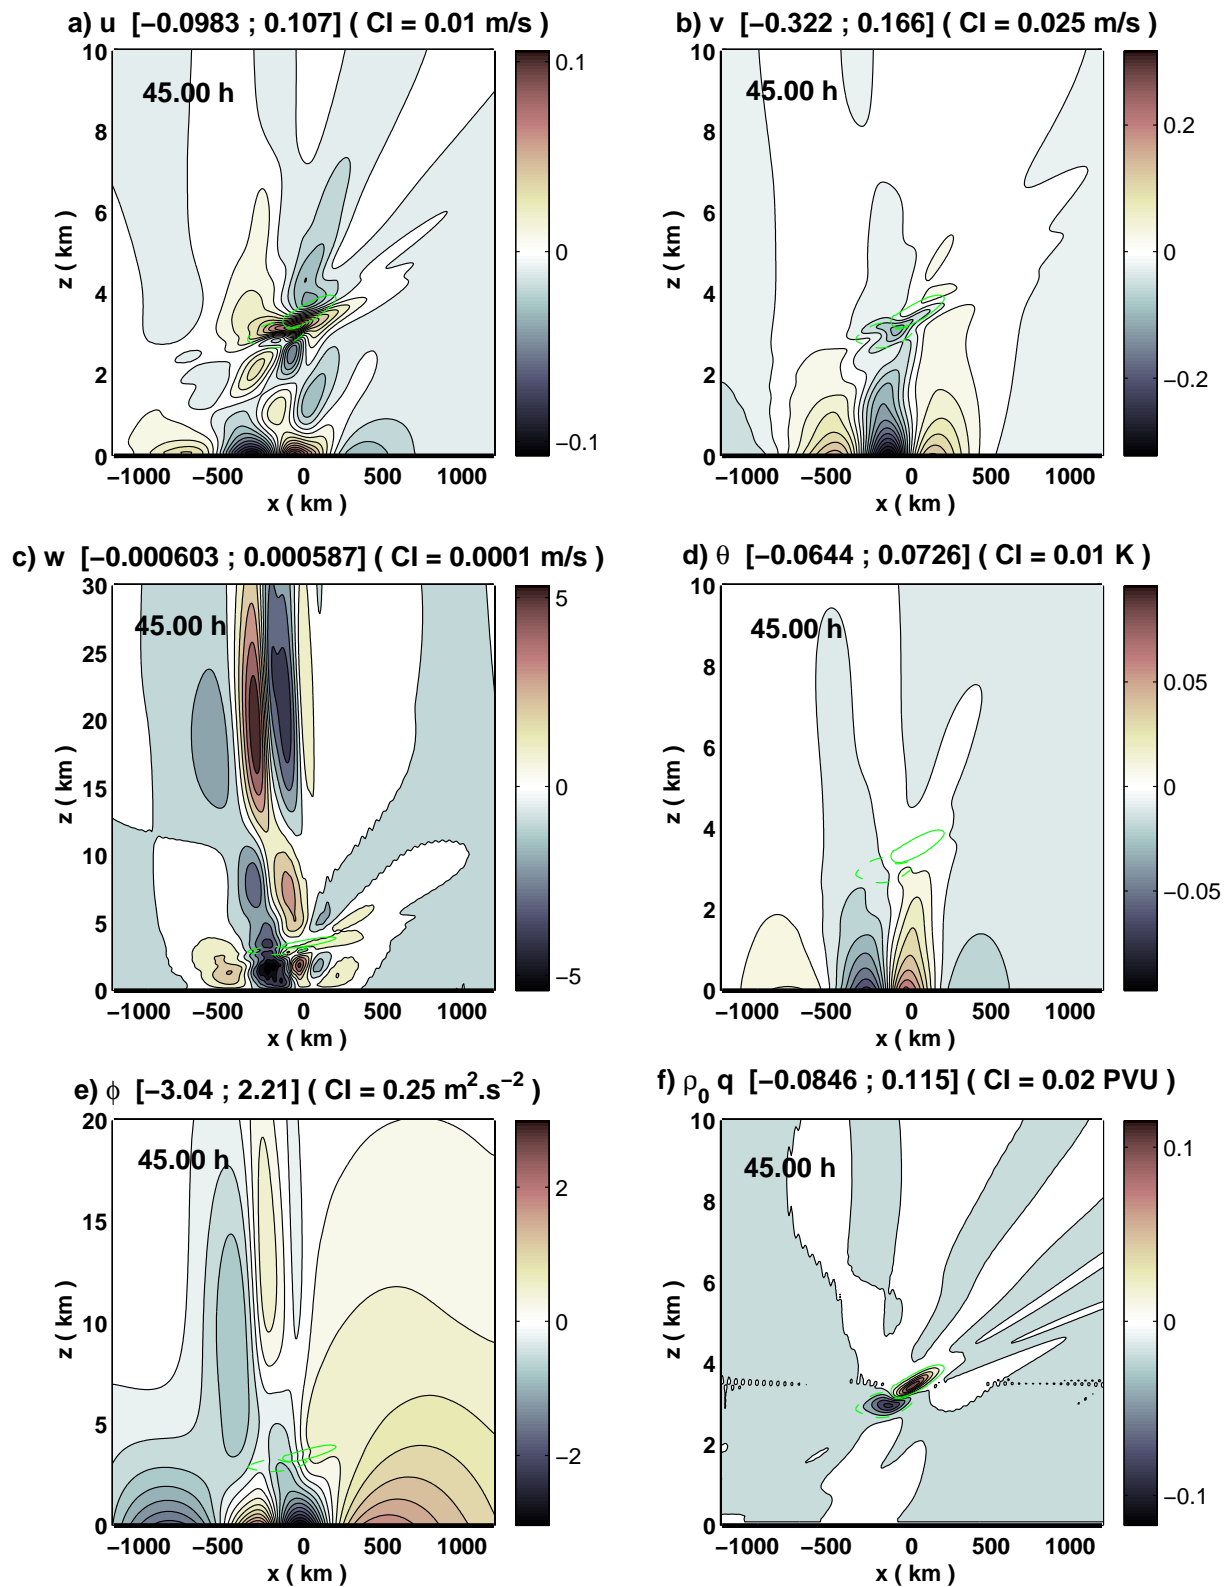 a) u [−0.0983 ; 0.107] ( CI = 0.01 m/s )
10
8
6
4
2
0
z ( km )
45.00 h
−1000 −500 0 500 1000
x ( km )
0.1
0
−0.1
b) v [−0.322 ; 0.166] ( CI = 0.025 m/s )
10
8
6
4
2
0
z ( km )
45.00 h
−1000 −500 0 500 1000
x ( km )
0.2
0
−0.2
c) w [−0.000603 ; 0.000587] ( CI = 0.0001 m/s )
30
25
20
15
10
5
0
z ( km )
45.00 h
−1000 −500 0 500 1000
x ( km )
5
0
−5
d) θ [−0.0644 ; 0.0726] ( CI = 0.01 K )
10
8
6
4
2
0
z ( km )
45.00 h
−1000 −500 0 500 1000
x ( km )
0.05
0
−0.05
e) ϕ [−3.04 ; 2.21] ( CI = 0.25 m².s⁻² )
20
15
10
5
0
z ( km )
45.00 h
−1000 −500 0 500 1000
x ( km )
2
0
−2
f) ρ₀ q [−0.0846 ; 0.115] ( CI = 0.02 PVU )
10
8
6
4
2
0
z ( km )
45.00 h
−1000 −500 0 500 1000
x ( km )
0.1
0
−0.1